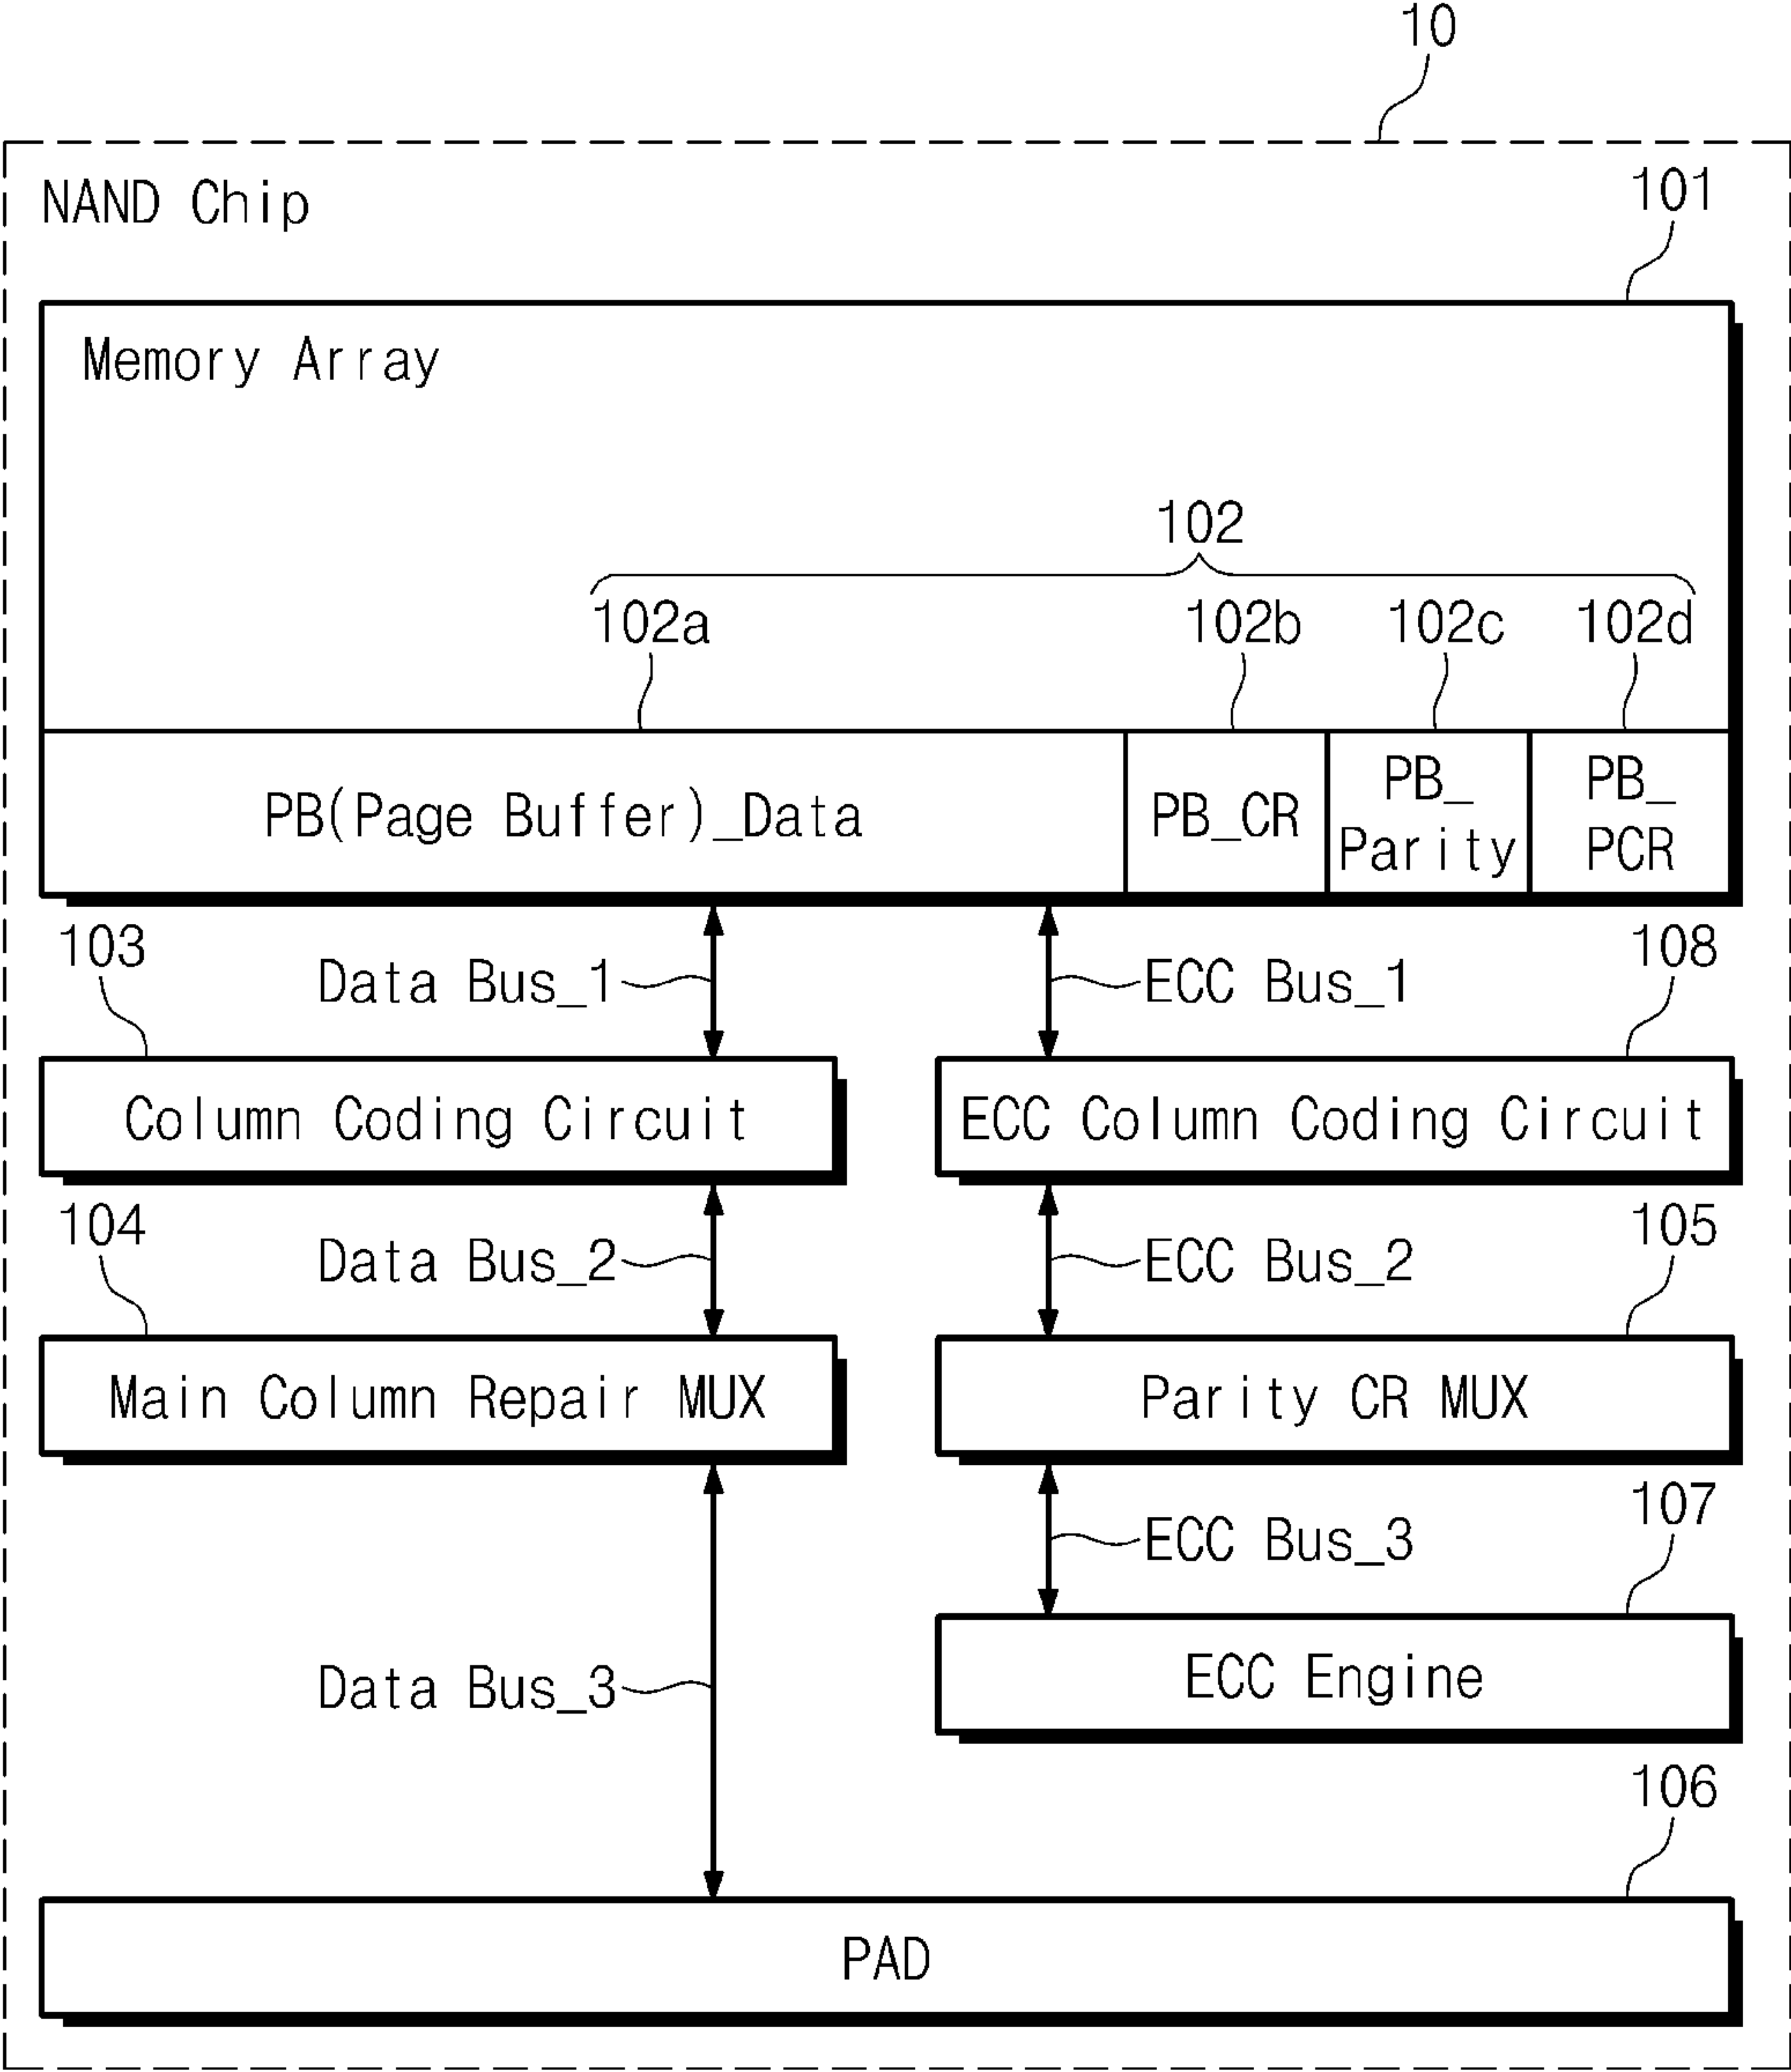 10
NAND Chip
101
Memory Array
102
102a
102b
102c
102d
PB(Page Buffer)_Data
PB_CR
PB_
Parity
PB_
PCR
103
Data Bus_1
ECC Bus_1
108
Column Coding Circuit
ECC Column Coding Circuit
104
Data Bus_2
ECC Bus_2
105
Main Column Repair MUX
Parity CR MUX
ECC Bus_3
107
Data Bus_3
ECC Engine
106
PAD